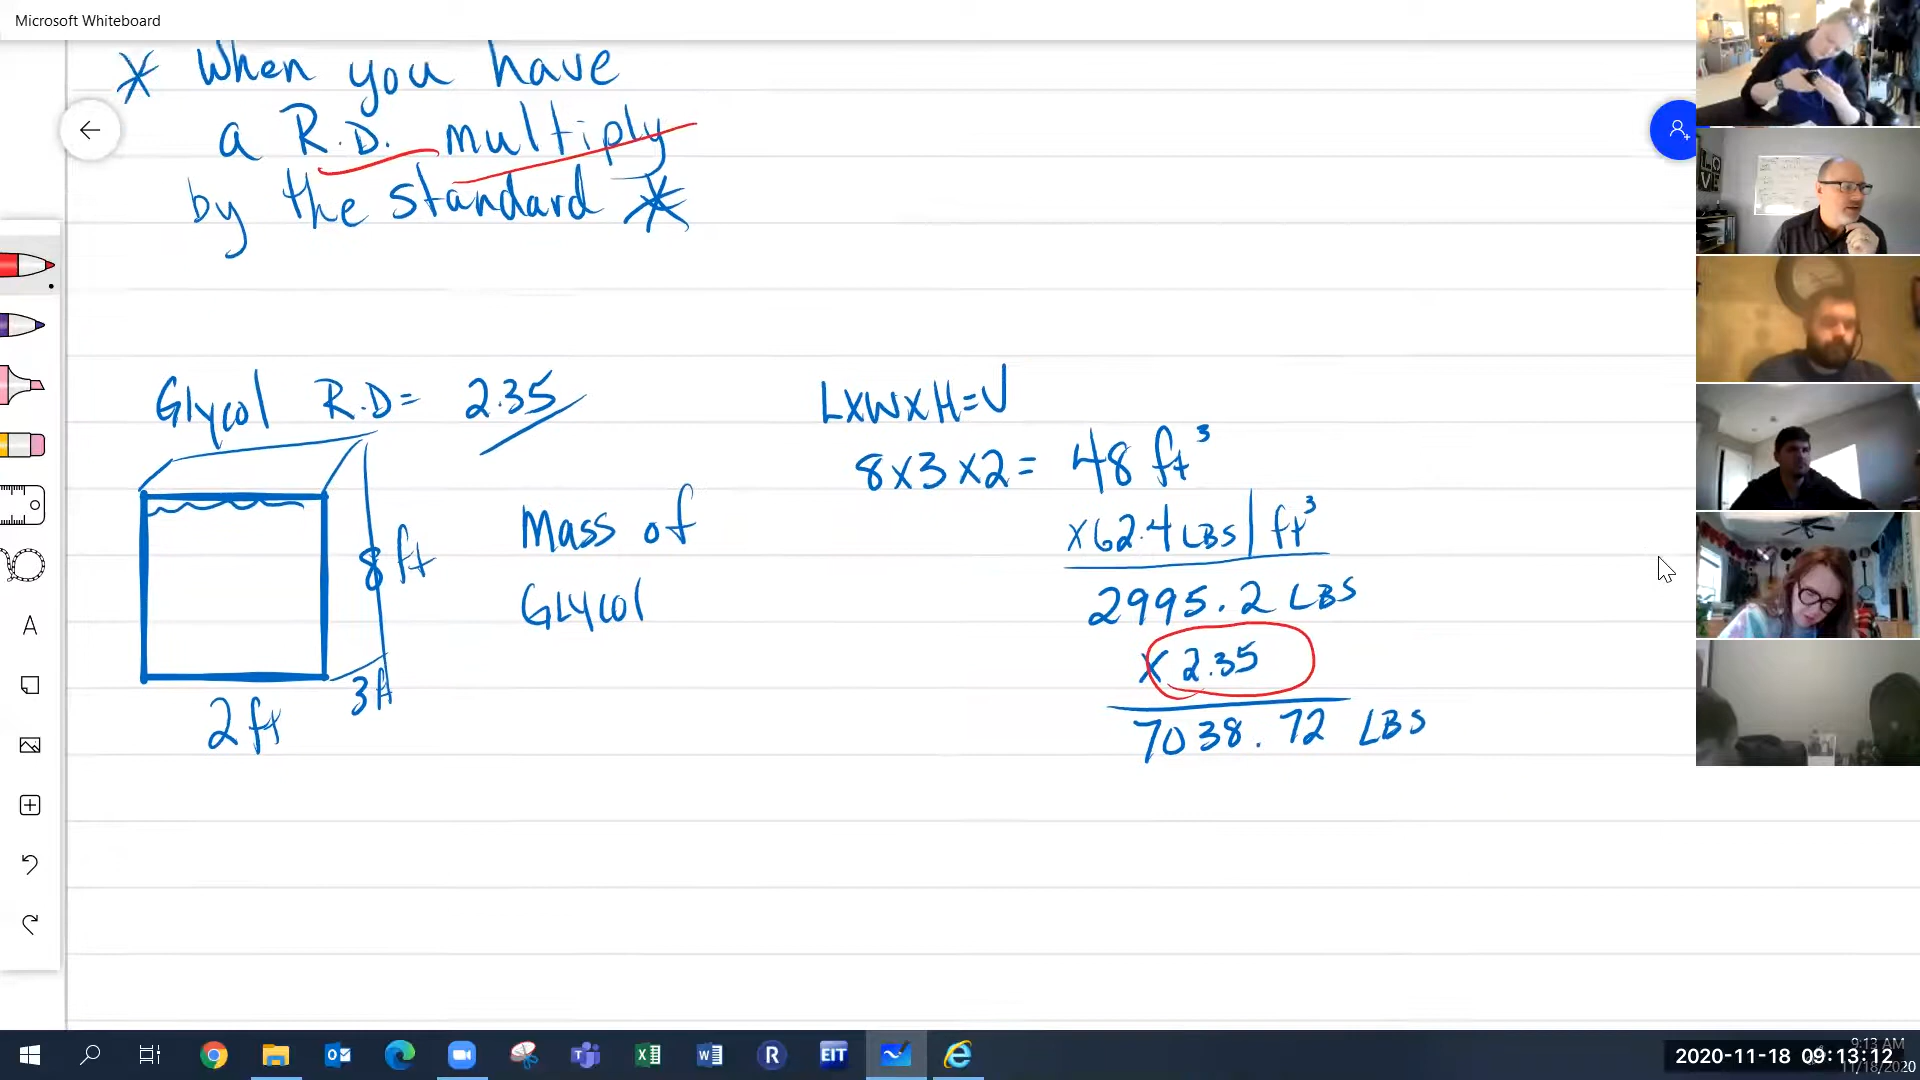 Microsoft Whiteboard
* When you have
a R.D. multiply
by the standard *
Glycol R.D = 2.35
8 ft
3 ft
2 ft
Mass of
Glycol
LxWxH=V
8x3x2= 48 ft³
x62.4 LBS | ft³
2995.2 LBS
x 2.35
7038.72 LBS
A
EIT
9:13 AM
2020-11-18 09:13:12
11/18/2020